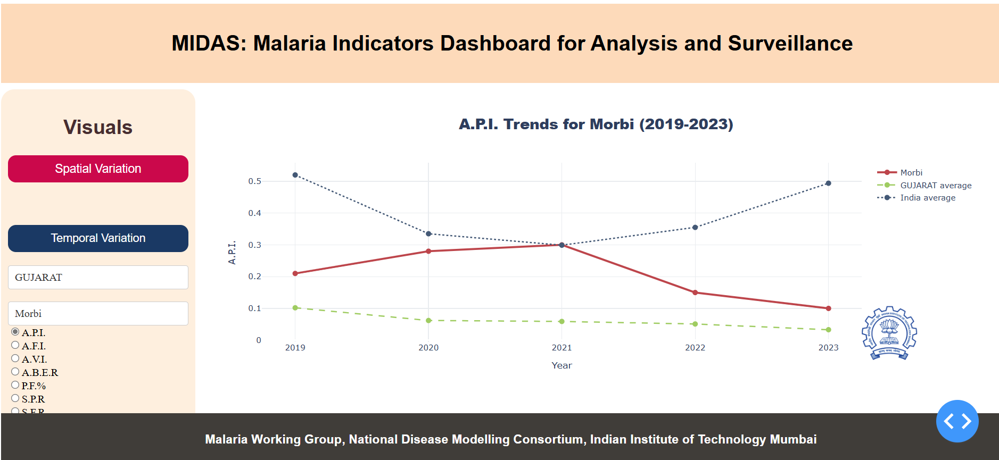 MIDAS: Malaria Indicators Dashboard for Analysis and Surveillance
Visuals
Spatial Variation
Temporal Variation
GUJARAT
Morbi
A.P.I.
A.F.I.
A.V.I.
A.B.E.R
P.F.%
S.P.R
S.F.R
A.P.I. Trends for Morbi (2019-2023)
A.P.I.
0.5
0.4
0.3
0.2
0.1
0
2019 2020 2021 2022 2023
Year
Morbi
GUJARAT average
India average
Malaria Working Group, National Disease Modelling Consortium, Indian Institute of Technology Mumbai